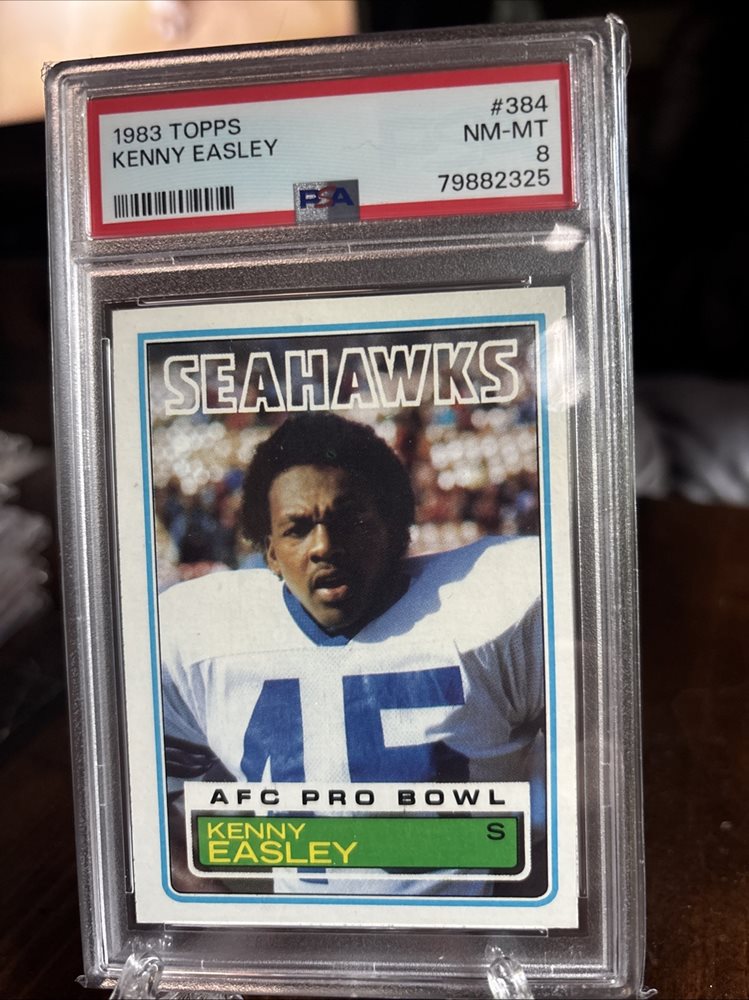 1983 TOPPS
KENNY EASLEY
#384
NM-MT
8
79882325
PSA
SEAHAWKS
45
AFC PRO BOWL
KENNY
EASLEY
S